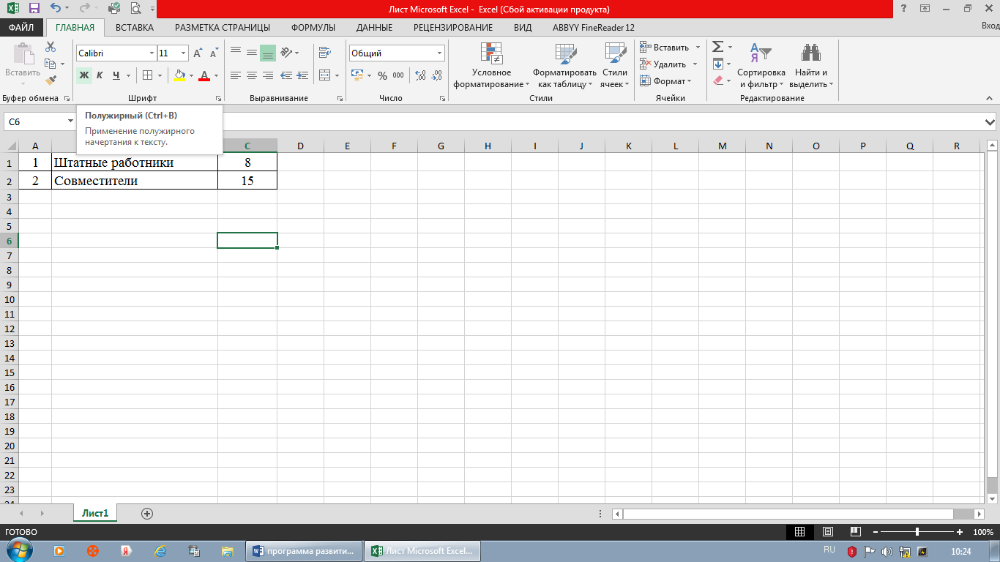 Лист Microsoft Excel - Excel (Сбой активации продукта)
ФАЙЛ ГЛАВНАЯ ВСТАВКА РАЗМЕТКА СТРАНИЦЫ ФОРМУЛЫ ДАННЫЕ РЕЦЕНЗИРОВАНИЕ ВИД ABBYY FineReader 12 Вход
Вставить
Calibri 11
Ж К Ч
Общий
% 000
Условное форматирование
Форматировать как таблицу
Стили ячеек
Вставить
Удалить
Формат
Сортировка и фильтр
Найти и выделить
Буфер обмена Шрифт Выравнивание Число Стили Ячейки Редактирование
C6
Полужирный (Ctrl+B)
Применение полужирного
начертания к тексту.
A C D E F G H I J K L M N O P Q R
1 1 Штатные работники 8
2 2 Совместители 15
3
4
5
6
7
8
9
10
11
12
13
14
15
16
17
18
19
20
21
22
23
24
Лист1
ГОТОВО 100%
программа развити... Лист Microsoft Excel... RU 10:24